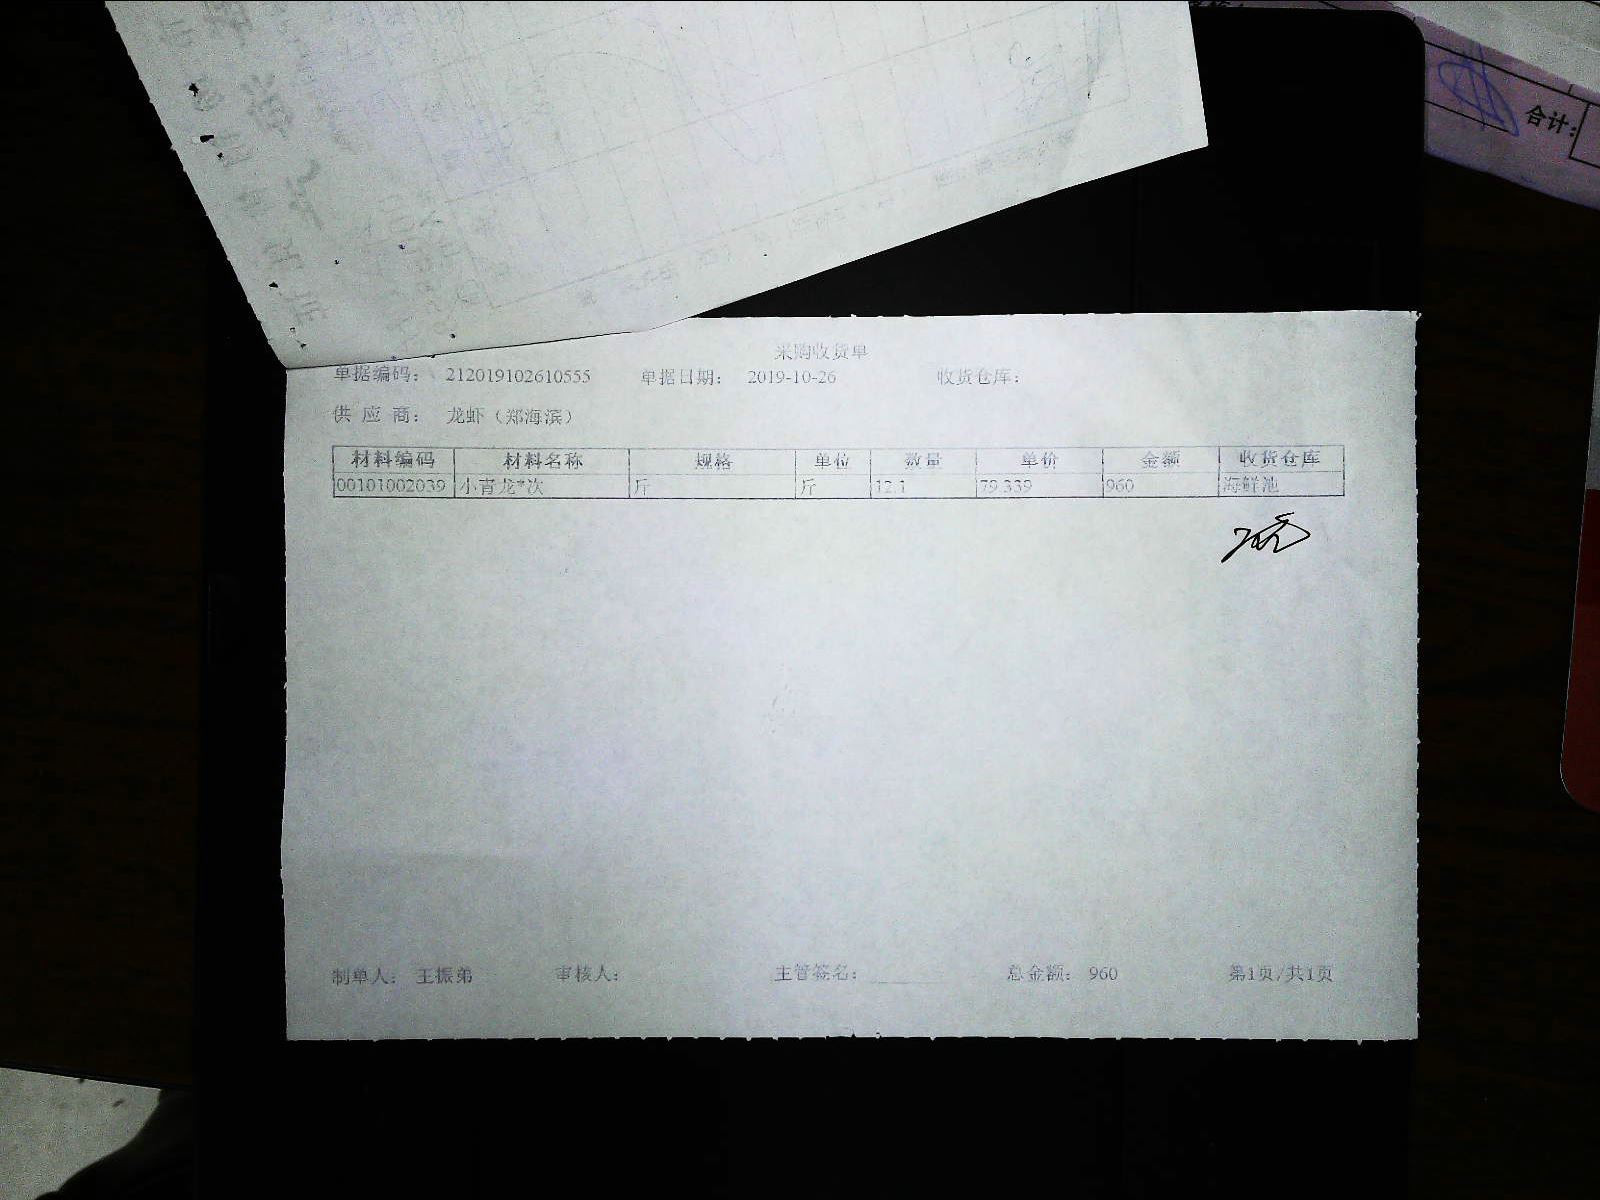 合计:
采购收货单
单据编码: 212019102610555 单据日期: 2019-10-26 收货仓库:
供应商: 龙虾（郑海滨）
材料编码 材料名称 规格 单位 数量 单价 金额 收货仓库
00101002039 小青龙*次 斤 斤 12.1 79.339 960 海鲜池
制单人: 王振弟 审核人: 主管签名: 总金额: 960 第1页/共1页